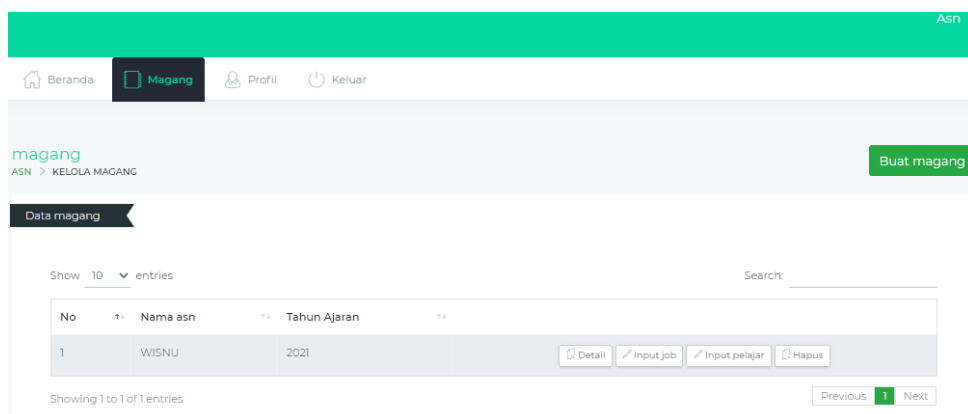 Asn
Beranda Magang Profil Keluar
magang
ASN > KELOLA MAGANG
Buat magang
Data magang
Show 10 entries Search:
No Nama asn Tahun Ajaran
1 WISNU 2021 Detail Input job Input pelajar Hapus
Showing 1 to 1 of 1 entries Previous 1 Next